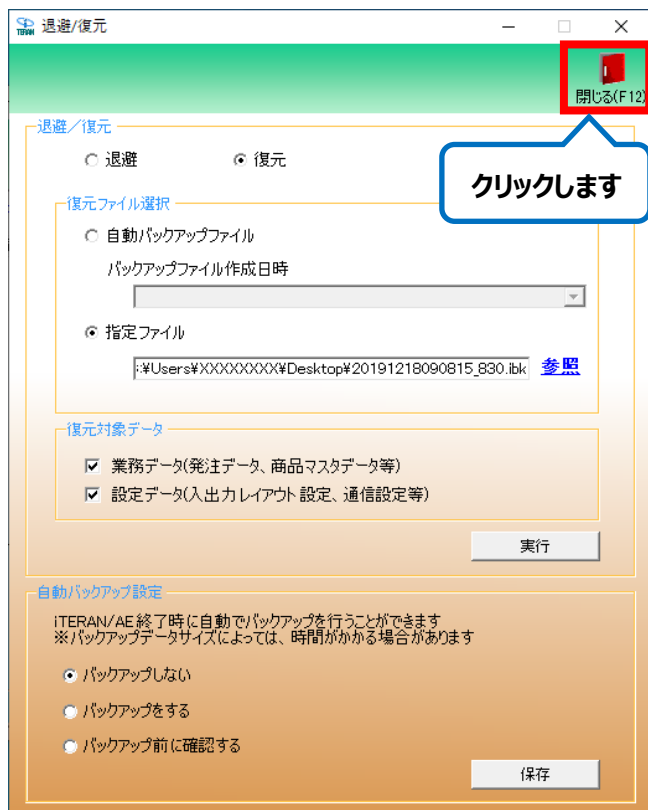 TERAN 退避/復元
閉じる(F12)
退避／復元
退避 復元
クリックします
復元ファイル選択
自動バックアップファイル
バックアップファイル作成日時
指定ファイル
:¥Users¥XXXXXXXX¥Desktop¥20191218090815_830.ibk 参照
復元対象データ
業務データ(発注データ、商品マスタデータ等)
設定データ(入出力レイアウト設定、通信設定等)
実行
自動バックアップ設定
iTERAN/AE終了時に自動でバックアップを行うことができます
※バックアップデータサイズによっては、時間がかかる場合があります
バックアップしない
バックアップをする
バックアップ前に確認する
保存